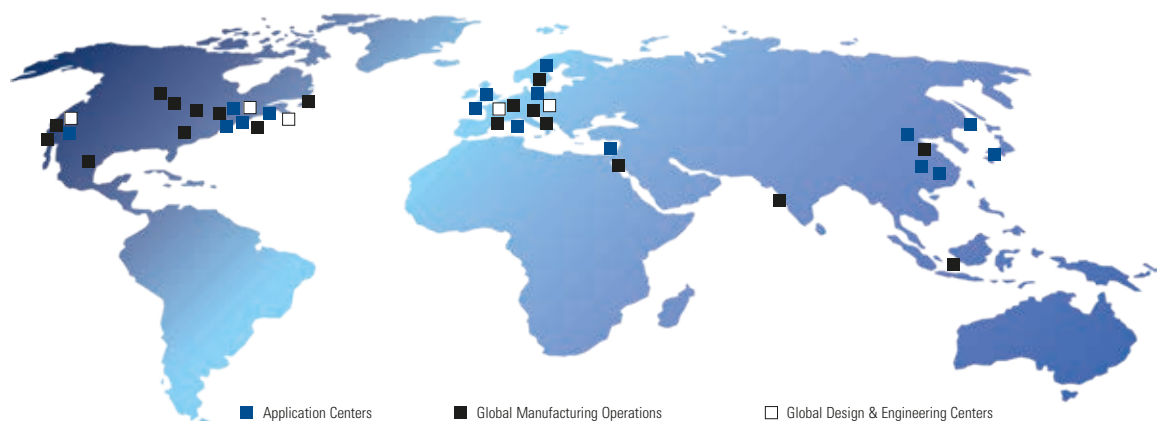 Application Centers
Global Manufacturing Operations
Global Design & Engineering Centers